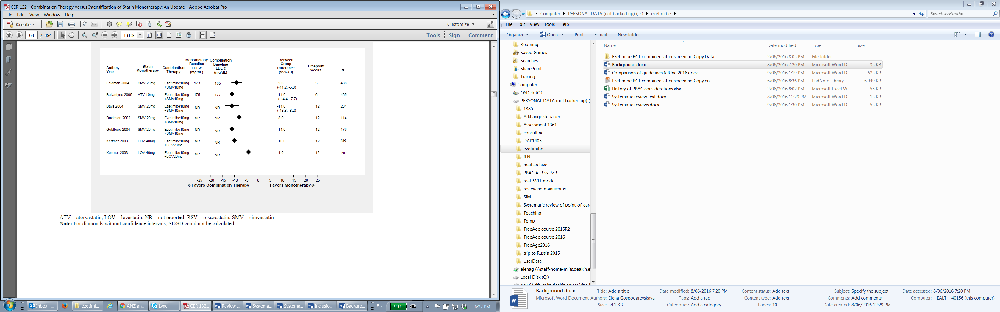 CER 132 - Combination Therapy Versus Intensification of Statin Monotherapy: An Update - Adobe Acrobat Pro
File Edit View Window Help
Create
Customize
68 / 394
131%
Tools Sign Comment
Author, Year
Statin Monotherapy
Combination Therapy
Monotherapy Baseline LDL-c (mg/dL)
Combination Baseline LDL-c (mg/dL)
Between Group Difference (95% CI)
Timepoint weeks
N
Feldman 2004 SMV 20mg Ezetimibe10mg +SMV10mg 173 165 -9.0 (-11.2, -6.8) 5 488
Ballantyne 2005 ATV 10mg Ezetimibe10mg +SMV10mg 175 177 -11.0 (-14.4, -7.7) 6 465
Bays 2004 SMV 20mg Ezetimibe10mg +SMV10mg NR NR -11.0 (-13.8, -8.2) 12 284
Davidson 2002 SMV 20mg Ezetimibe10mg +SMV10mg NR NR -8.0 12 114
Goldberg 2004 SMV 20mg Ezetimibe10mg +SMV10mg NR NR -11.0 12 176
Kerzner 2003 LOV 40mg Ezetimibe10mg +LOV20mg NR NR -10.0 12 NR
Kerzner 2003 LOV 40mg Ezetimibe10mg +LOV20mg NR NR -4.0 12 NR
-25 -20 -15 -10 -5 0 5 10 15 20 25
←Favors Combination Therapy Favors Monotherapy→
ATV = atorvastatin; LOV = lovastatin; NR = not reported; RSV = rosuvastatin; SMV = simvastatin
Note: For diamonds without confidence intervals, SE/SD could not be calculated.
Inbox - ...
ezetimi...
ANZ an...
Lync
CER 132...
Review ...
Systema...
Systema...
Inclusio...
Backgro...
EN
99%
6:27 PM
Computer PERSONAL DATA (not backed up) (D:) ezetimibe
Search ezetimibe
File Edit View Tools Help
Organize Open Print E-mail New folder
Roaming
Saved Games
Searches
SharePoint
Tracing
Computer
OSDisk (C:)
PERSONAL DATA (not backed up) (
1385
Arkhangelsk paper
Assessment 1361
consulting
DAP1405
ezetimibe
fFN
mail archive
PBAC AFB vs PZB
real_SVH_model
reviewing manuscrips
SIM
Systematic review of point-of-care
Teaching
Temp
TreeAge course 2015R2
TreeAge course 2016
TreeAge2016
trip to Russia 2015
UserData
elenag (\\staff-home-m.its.deakin.e
Local Disk (Q:)
Name Date modified Type Size
Ezetimibe RCT combined_after screening Copy.Data 2/06/2016 8:05 PM File folder
Background.docx 8/06/2016 7:20 PM Microsoft Word D... 35 KB
Comparison of guidelines 6 JUne 2016.docx 9/06/2016 1:19 PM Microsoft Word D... 623 KB
Ezetimibe RCT combined_after screening Copy.enl 6/06/2016 8:36 PM EndNote Library 6,949 KB
History of PBAC considerations.xlsx 2/06/2016 8:02 PM Microsoft Excel W... 55 KB
Systematic review text.docx 8/06/2016 12:29 PM Microsoft Word D... 13 KB
Systematic reviews.docx 9/06/2016 1:30 PM Microsoft Word D... 53 KB
Background.docx Title: Add a title Date modified: 8/06/2016 7:20 PM Content status: Add text Subject: Specify the subject Date accessed: 8/06/2016 7:20 PM
Microsoft Word Document Authors: Elena Gospodarevskaya Tags: Add a tag Content type: Add text Comments: Add comments Computer: HEALTH-40156 (this computer)
Size: 34.1 KB Categories: Add a category Pages: 10 Date created: 8/06/2016 12:29 PM